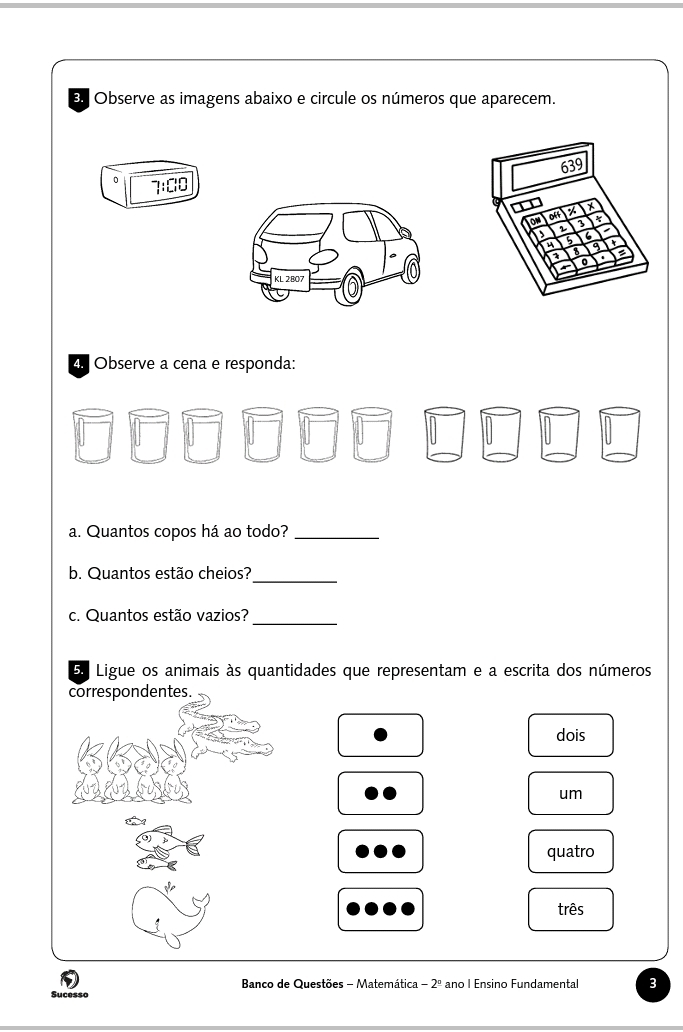 3. Observe as imagens abaixo e circule os números que aparecem.
7:00
639
KL 2807
ON Off % X
1 2 3 ÷
4 5 6 -
7 8 9 +
0 . =
4. Observe a cena e responda:
a. Quantos copos há ao todo? __________
b. Quantos estão cheios? __________
c. Quantos estão vazios? __________
5. Ligue os animais às quantidades que representam e a escrita dos números
correspondentes.
dois
um
quatro
três
Sucesso
Banco de Questões – Matemática – 2º ano | Ensino Fundamental
3